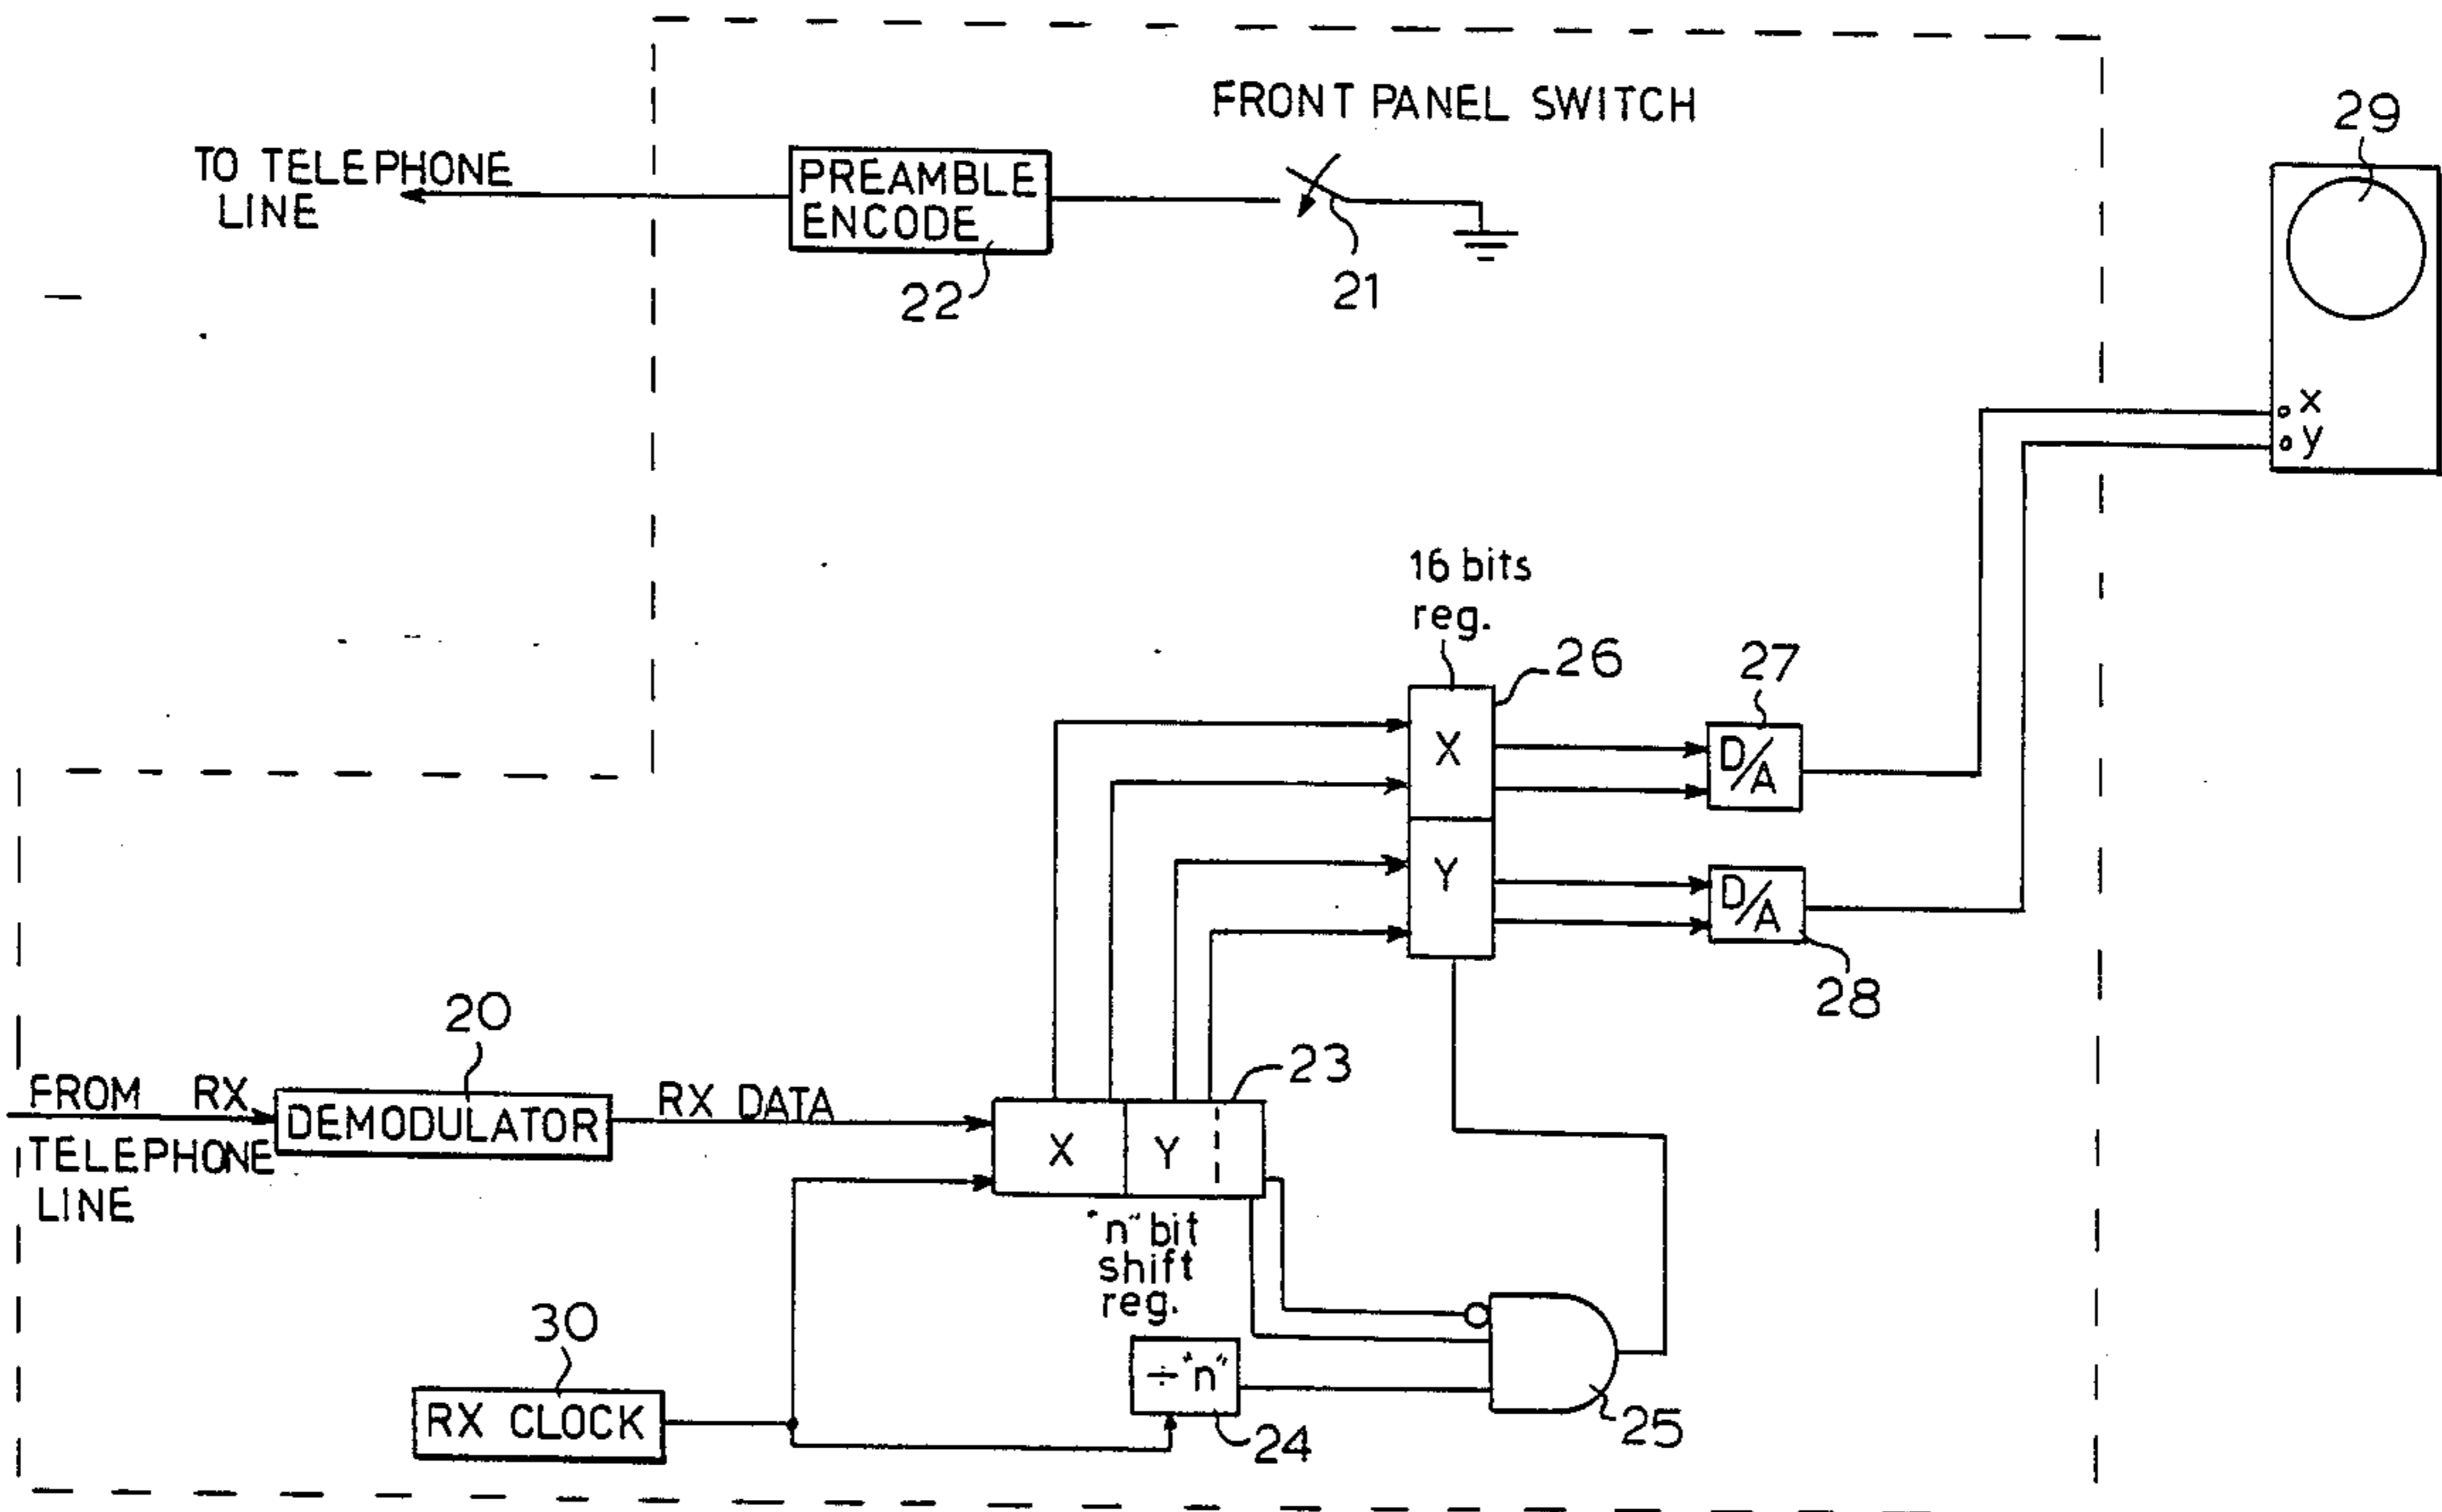 FRONT PANEL SWITCH
29
TO TELEPHONE
LINE
PREAMBLE
ENCODE
22
21
x
y
16 bits
reg.
26
27
X
D/A
Y
D/A
28
20
23
FROM RX
TELEPHONE
LINE
DEMODULATOR
RX DATA
X
Y
"n" bit
shift
reg.
30
RX CLOCK
÷ "n"
24
25